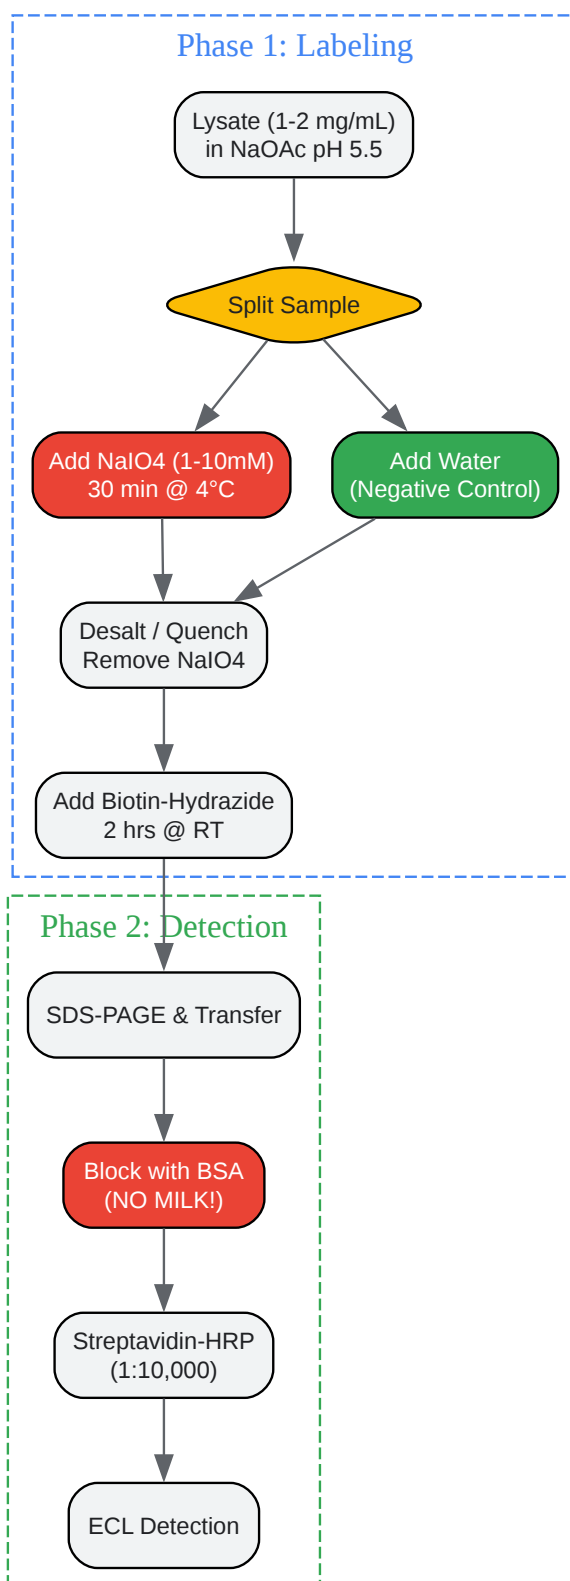 Phase 1: Labeling
Lysate (1-2 mg/mL)
in NaOAc pH 5.5
Split Sample
Add NaIO4 (1-10mM)
30 min @ 4°C
Add Water
(Negative Control)
Desalt / Quench
Remove NaIO4
Add Biotin-Hydrazide
2 hrs @ RT
Phase 2: Detection
SDS-PAGE & Transfer
Block with BSA
(NO MILK!)
Streptavidin-HRP
(1:10,000)
ECL Detection